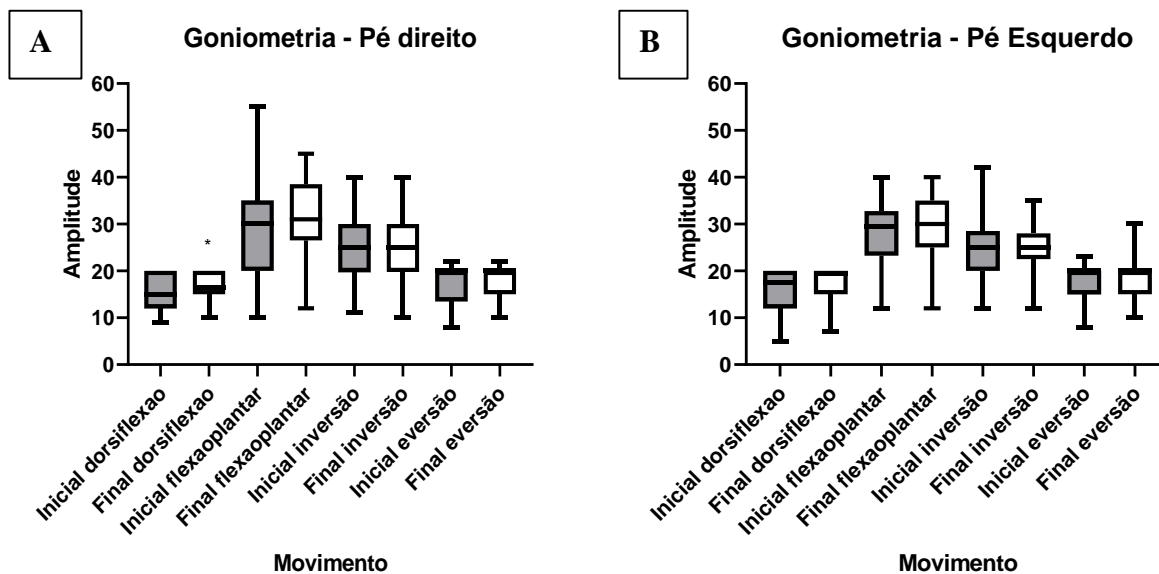 A
Goniometria - Pé direito
Amplitude
60
50
40
30
20
10
0
*
Inicial dorsiflexao
Final dorsiflexao
Inicial flexaoplantar
Final flexaoplantar
Inicial inversão
Final inversão
Inicial eversão
Final eversão
Movimento
B
Goniometria - Pé Esquerdo
Amplitude
60
50
40
30
20
10
0
Inicial dorsiflexao
Final dorsiflexao
Inicial flexaoplantar
Final flexaoplantar
Inicial inversão
Final inversão
Inicial eversão
Final eversão
Movimento